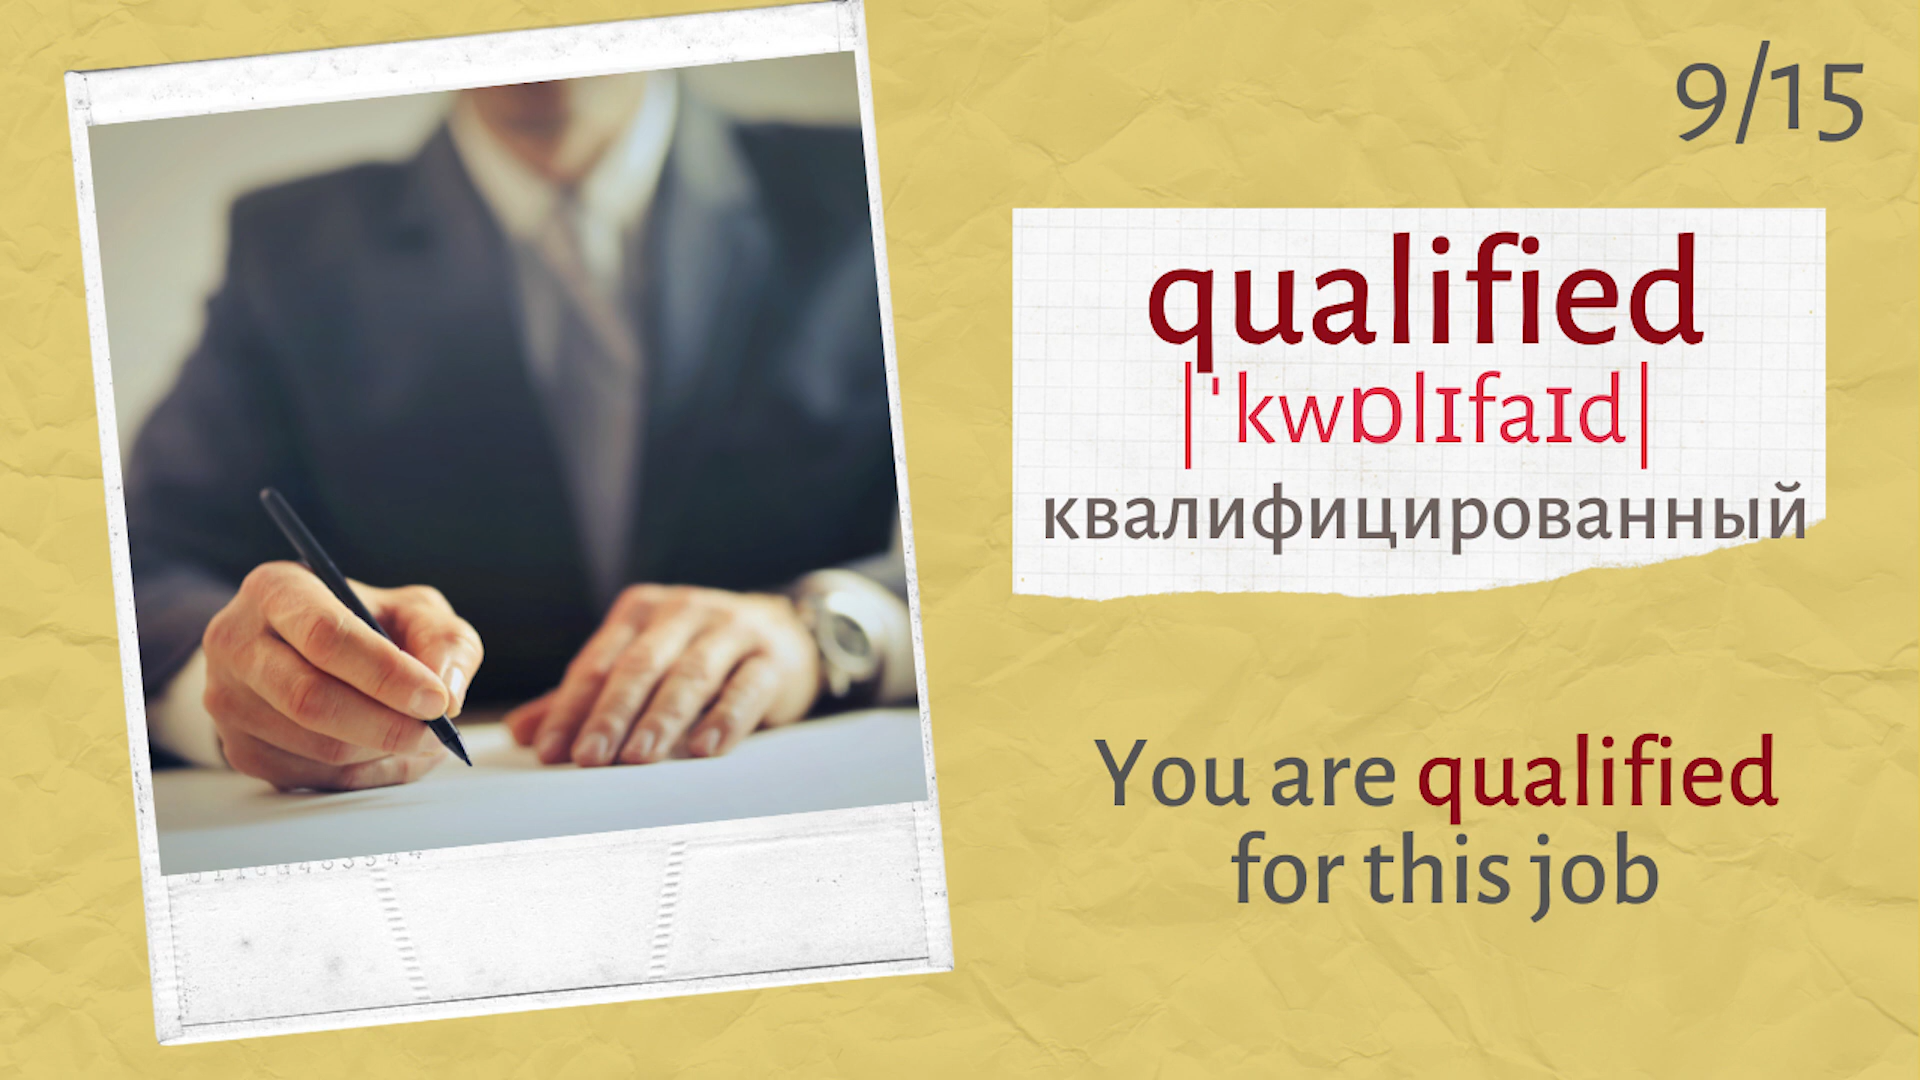 9/15
qualified
|ˈkwɒlɪfaɪd|
квалифицированный
You are qualified
for this job